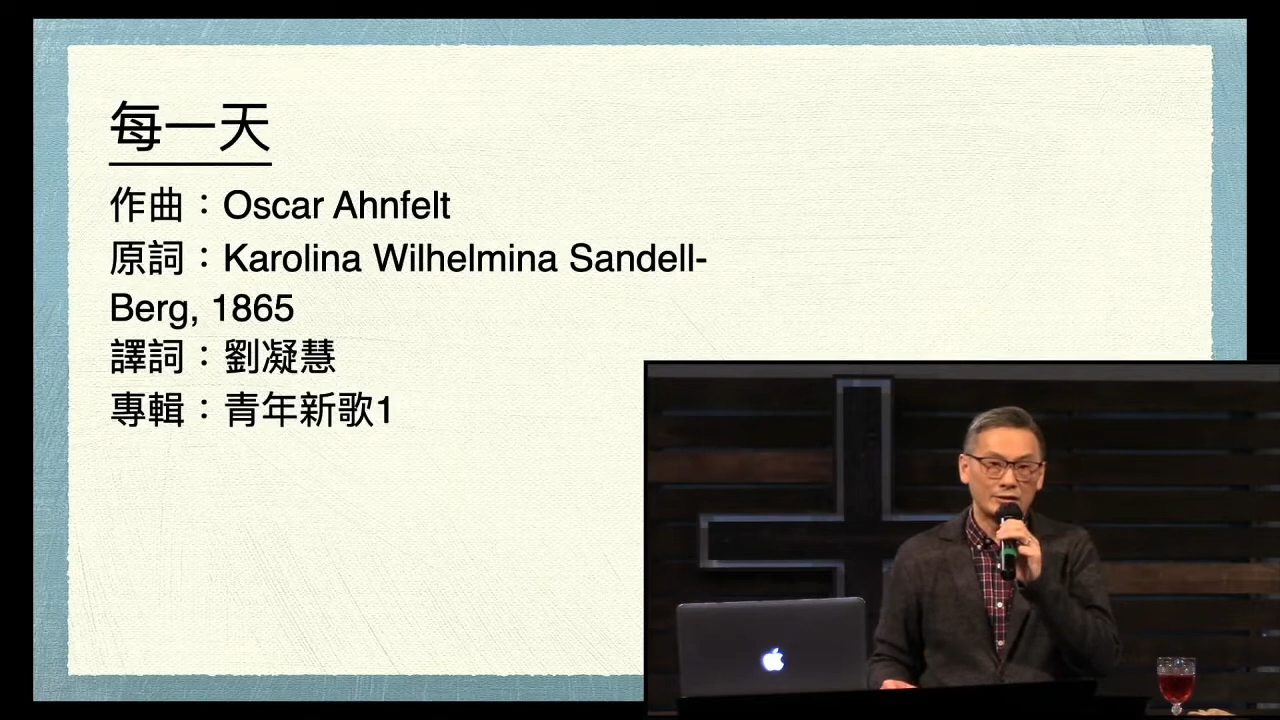 每一天
作曲：Oscar Ahnfelt
原詞：Karolina Wilhelmina Sandell-
Berg, 1865
譯詞：劉凝慧
專輯：青年新歌1